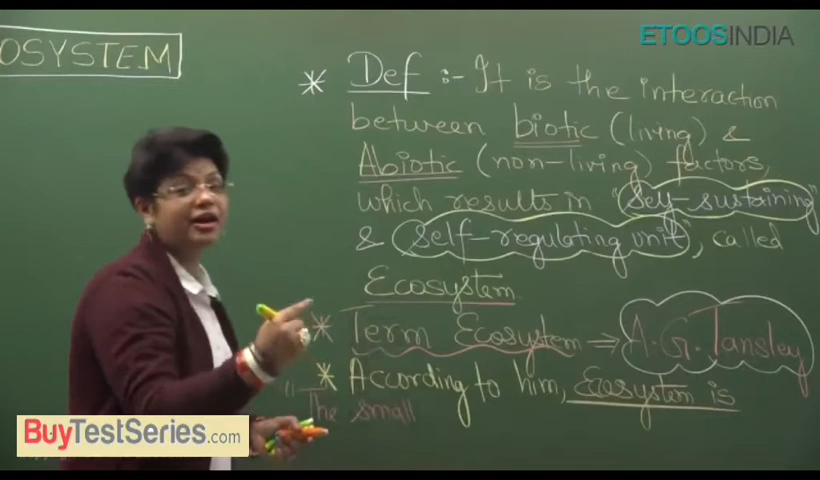 ETOOSINDIA
OSYSTEM
* Def :- It is the interaction
between biotic (living) &
Abiotic (non-living) factors,
which results in "self-sustaining"
& self-regulating unit", called
Ecosystem
* Term Ecosystem ⇒ A.G. Tansley
* According to him, Ecosystem is
"The small
BuyTestSeries.com